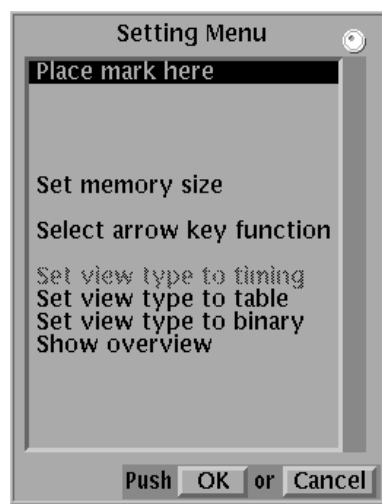 Setting Menu
Place mark here
Set memory size
Select arrow key function
Set view type to timing
Set view type to table
Set view type to binary
Show overview
Push OK or Cancel